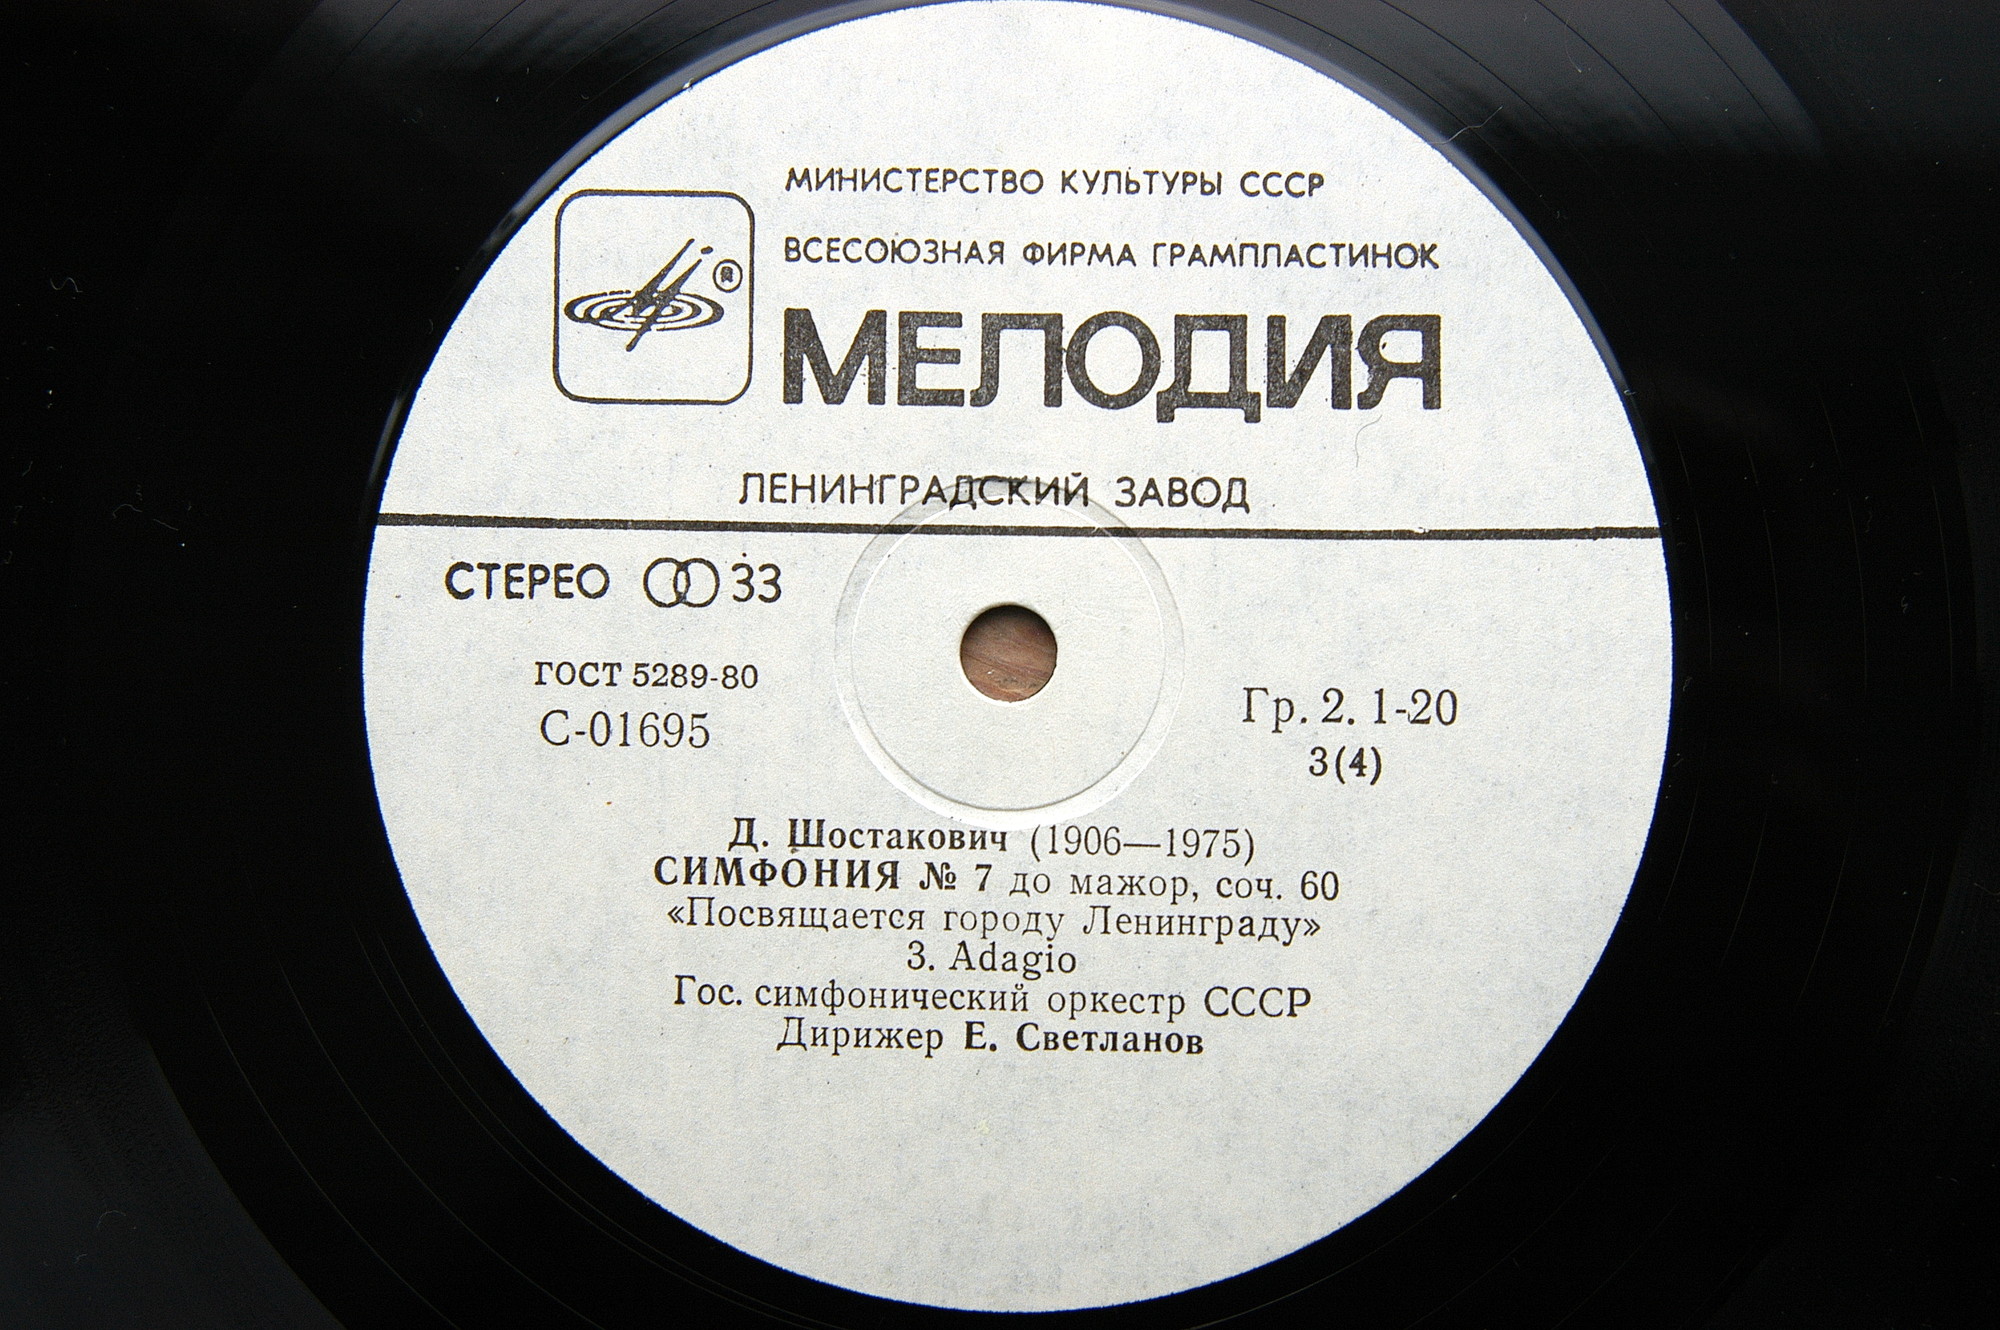 МИНИСТЕРСТВО КУЛЬТУРЫ СССР
ВСЕСОЮЗНАЯ ФИРМА ГРАМПЛАСТИНОК
МЕЛОДИЯ
ЛЕНИНГРАДСКИЙ ЗАВОД
СТЕРЕО 33
ГОСТ 5289-80
С-01695
Гр. 2. 1-20
3(4)
Д. Шостакович (1906—1975)
СИМФОНИЯ № 7 до мажор, соч. 60
«Посвящается городу Ленинграду»
3. Adagio
Гос. симфонический оркестр СССР
Дирижер Е. Светланов